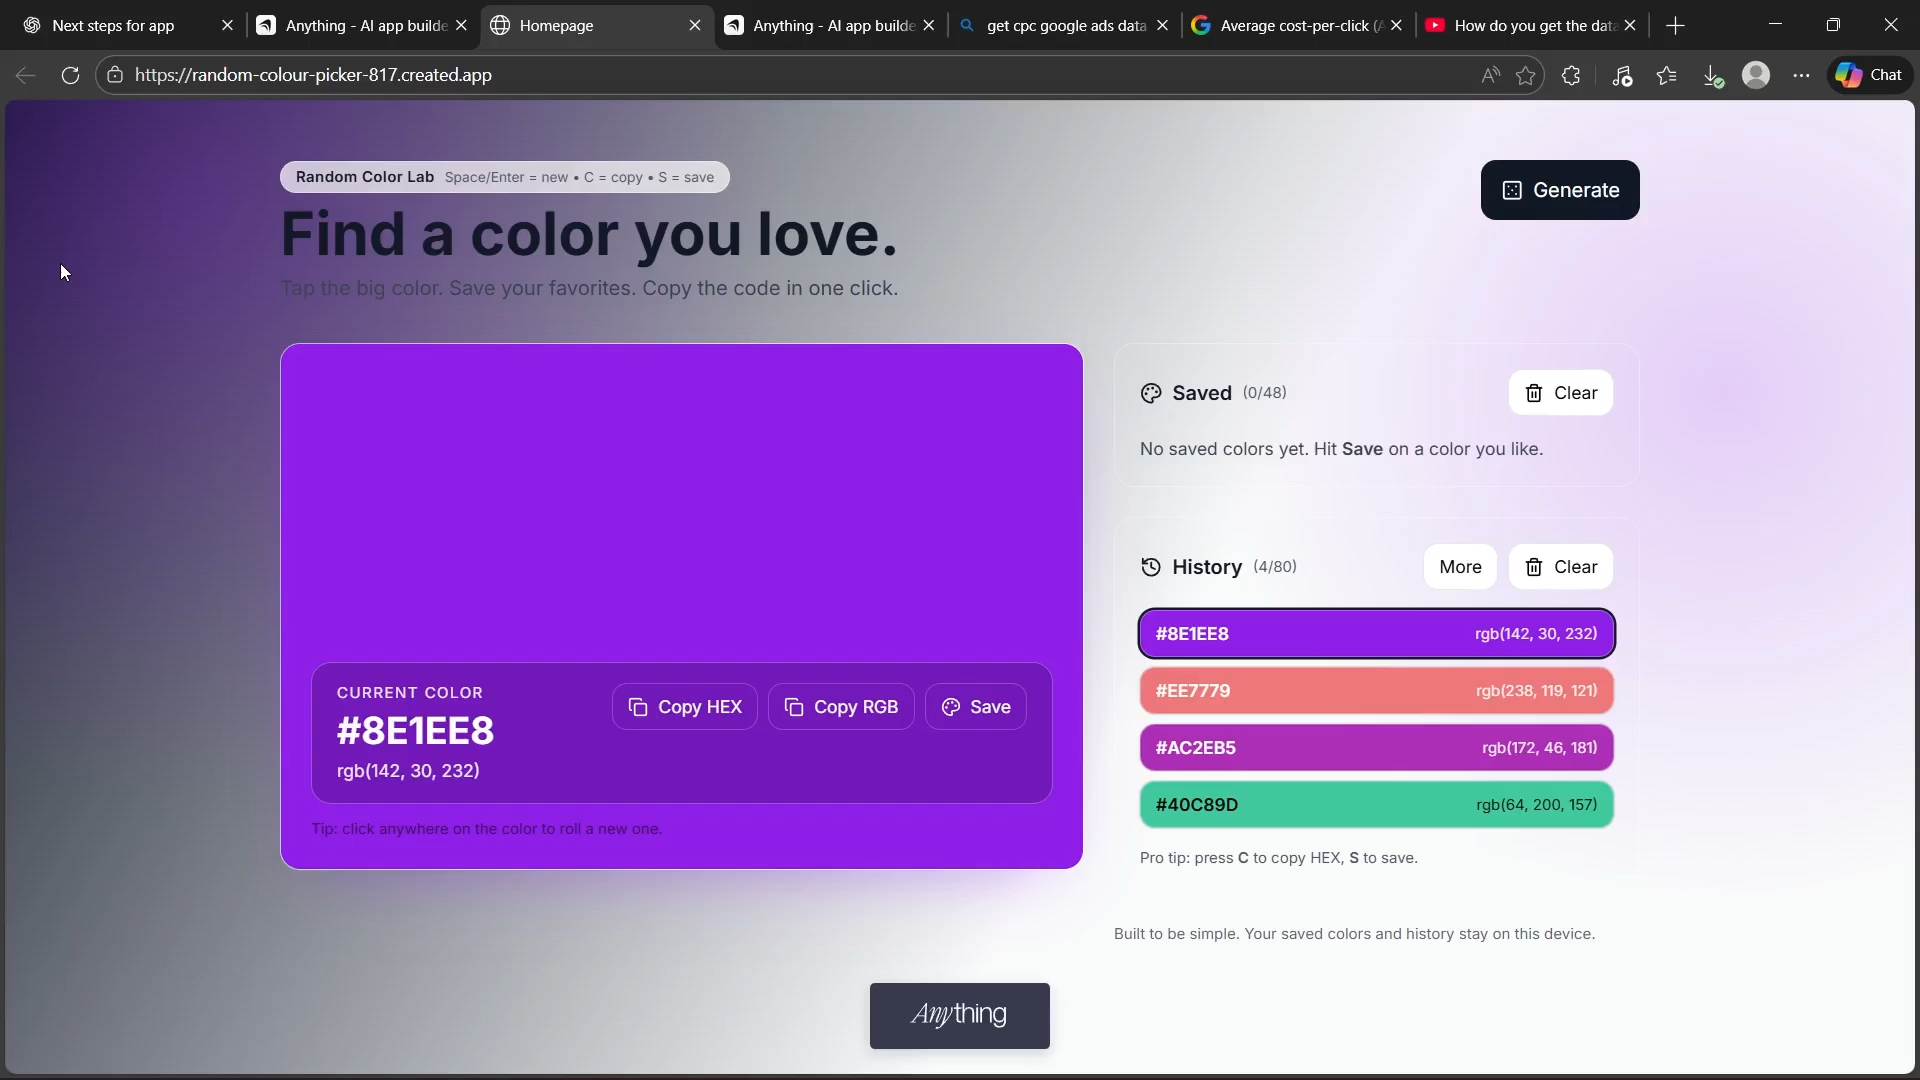 Next steps for app
Anything - AI app builde
Homepage
Anything - AI app builde
get cpc google ads data
Average cost-per-click (A
How do you get the data
https://random-colour-picker-817.created.app
Chat
Random Color Lab Space/Enter = new • C = copy • S = save
Find a color you love.
Tap the big color. Save your favorites. Copy the code in one click.
Generate
CURRENT COLOR
#8E1EE8
rgb(142, 30, 232)
Copy HEX
Copy RGB
Save
Tip: click anywhere on the color to roll a new one.
Saved (0/48)
Clear
No saved colors yet. Hit Save on a color you like.
History (4/80)
More
Clear
#8E1EE8 rgb(142, 30, 232)
#EE7779 rgb(238, 119, 121)
#AC2EB5 rgb(172, 46, 181)
#40C89D rgb(64, 200, 157)
Pro tip: press C to copy HEX, S to save.
Built to be simple. Your saved colors and history stay on this device.
Anything